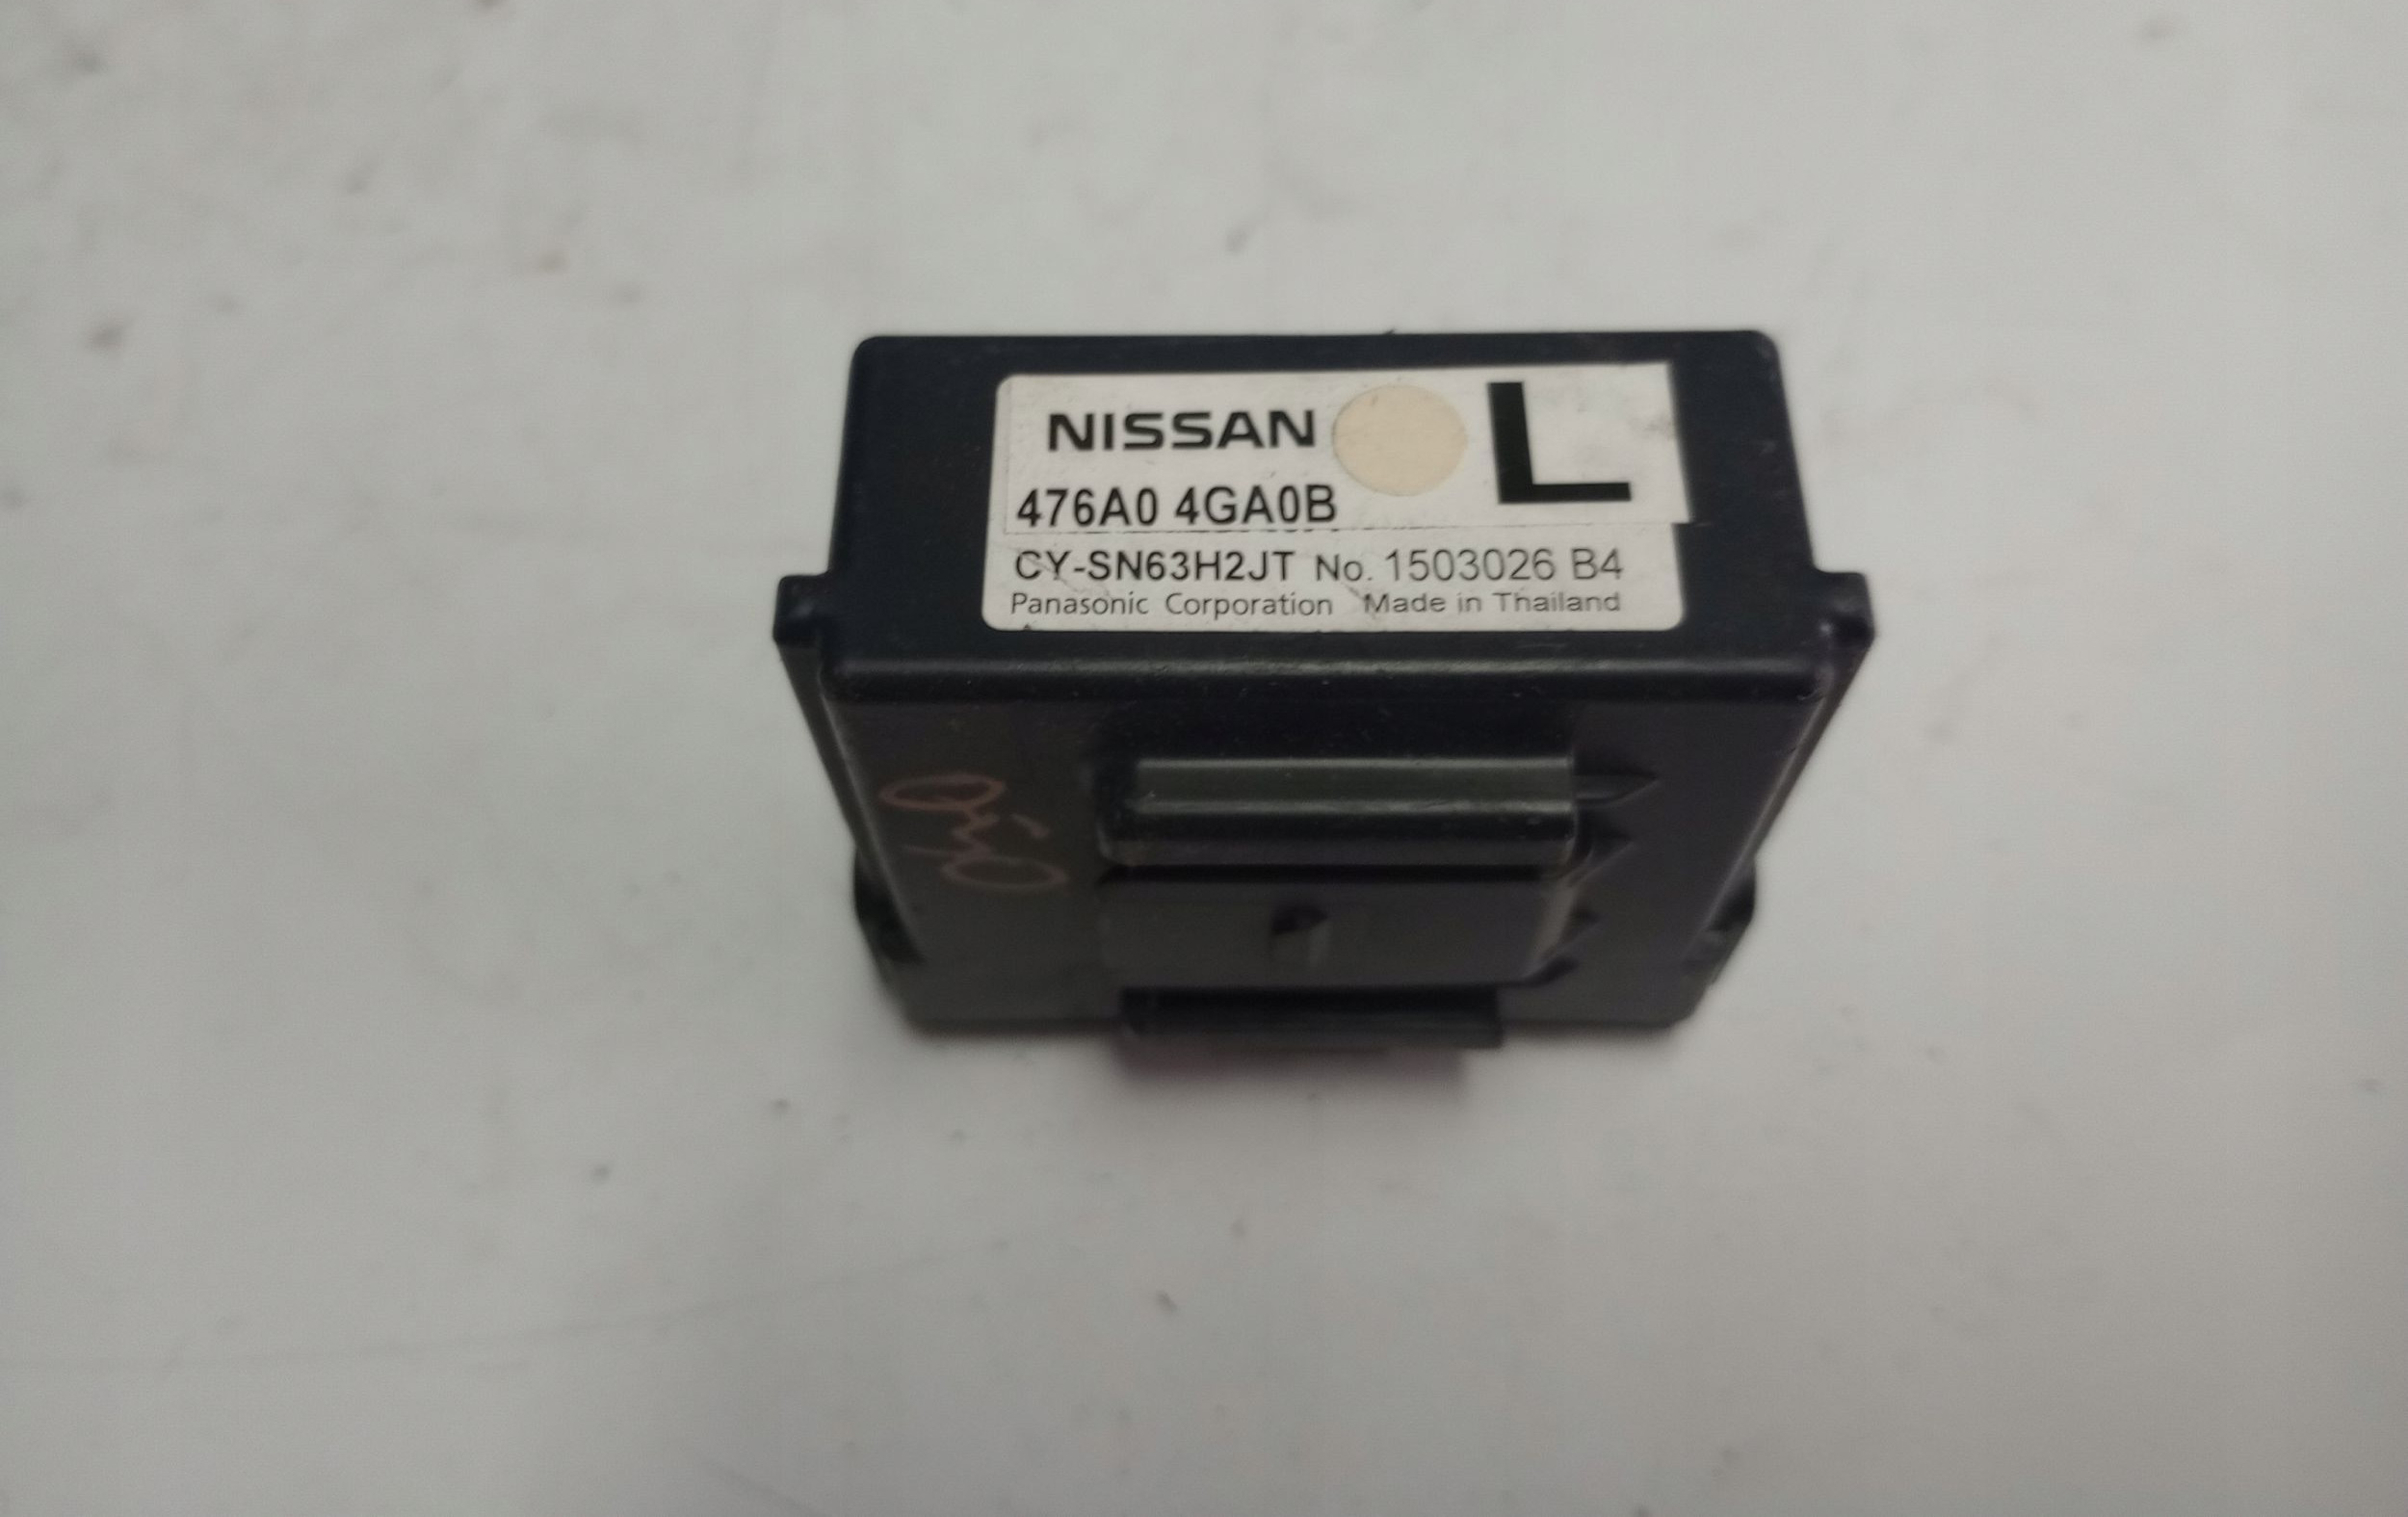 NISSAN L
476A0 4GA0B
CY-SN63H2JT No. 1503026 B4
Panasonic Corporation Made in Thailand